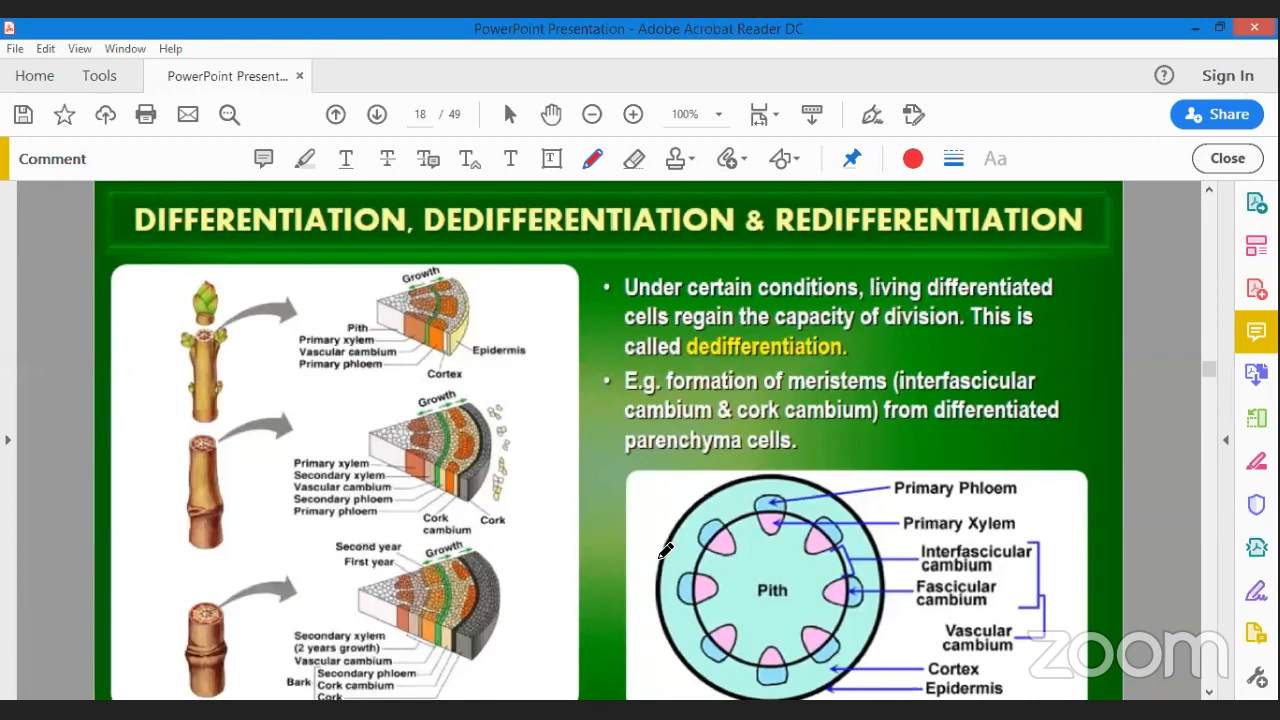 PowerPoint Presentation - Adobe Acrobat Reader DC
File Edit View Window Help
Home Tools PowerPoint Present... × Sign In
18 / 49 100% Share
Comment Aa Close
DIFFERENTIATION, DEDIFFERENTIATION & REDIFFERENTIATION
Growth
Pith
Primary xylem
Vascular cambium
Primary phloem
Epidermis
Cortex
Growth
Primary xylem
Secondary xylem
Vascular cambium
Secondary phloem
Primary phloem
Cork
cambium
Cork
Second year
First year
Growth
Secondary xylem
(2 years growth)
Vascular cambium
Bark
Secondary phloem
Cork cambium
Cork
• Under certain conditions, living differentiated
cells regain the capacity of division. This is
called dedifferentiation.
• E.g. formation of meristems (interfascicular
cambium & cork cambium) from differentiated
parenchyma cells.
Primary Phloem
Primary Xylem
Interfascicular
cambium
Pith
Fascicular
cambium
Vascular
cambium
Cortex
Epidermis
zoom